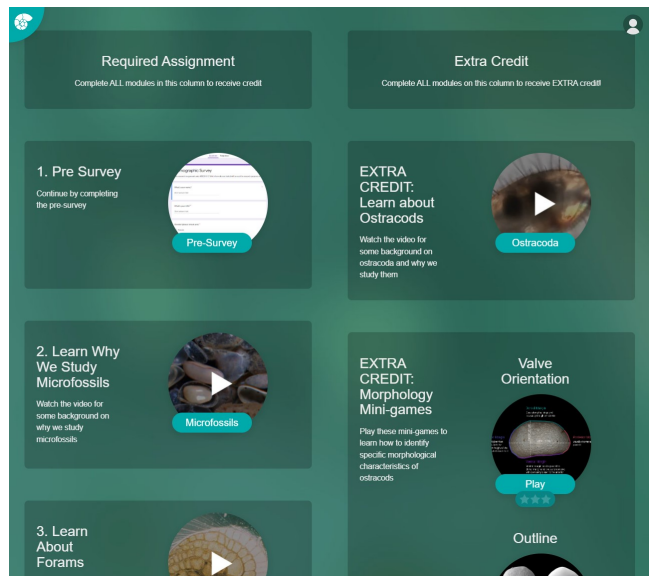 Required Assignment
Complete ALL modules in this column to receive credit
Extra Credit
Complete ALL modules on this column to receive EXTRA credit!
1. Pre Survey
Continue by completing
the pre-survey
Pre-Survey
EXTRA
CREDIT:
Learn about
Ostracods
Watch the video for
some background on
ostracoda and why we
study them
Ostracoda
2. Learn Why
We Study
Microfossils
Watch the video for
some background on
why we study
microfossils
Microfossils
EXTRA
CREDIT:
Morphology
Mini-games
Play these mini-games to
learn how to identify
specific morphological
characteristics of
ostracods
Valve
Orientation
Play
3. Learn
About
Forams
Outline